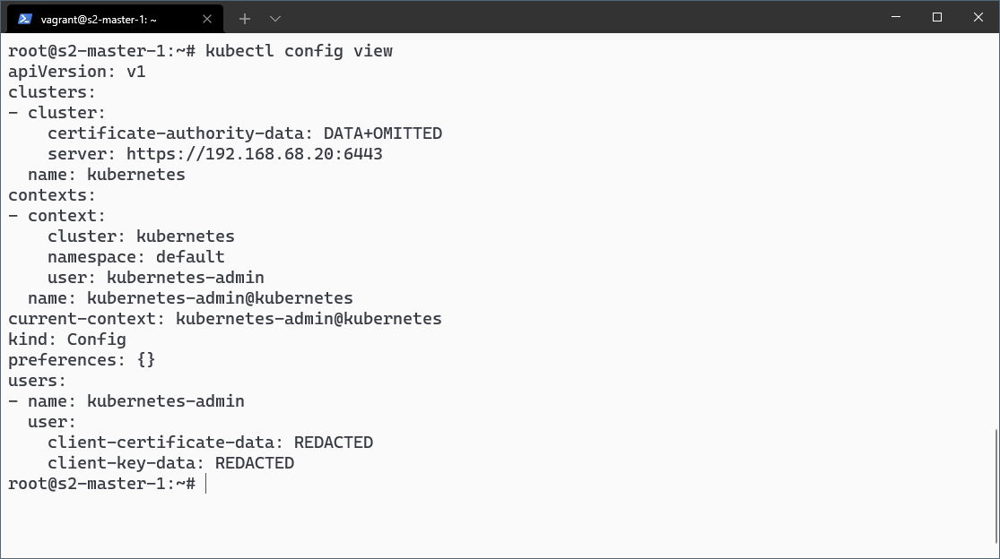 vagrant@s2-master-1: ~
root@s2-master-1:~# kubectl config view
apiVersion: v1
clusters:
- cluster:
    certificate-authority-data: DATA+OMITTED
    server: https://192.168.68.20:6443
  name: kubernetes
contexts:
- context:
    cluster: kubernetes
    namespace: default
    user: kubernetes-admin
  name: kubernetes-admin@kubernetes
current-context: kubernetes-admin@kubernetes
kind: Config
preferences: {}
users:
- name: kubernetes-admin
  user:
    client-certificate-data: REDACTED
    client-key-data: REDACTED
root@s2-master-1:~#